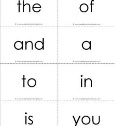 the of
and a
to in
is you